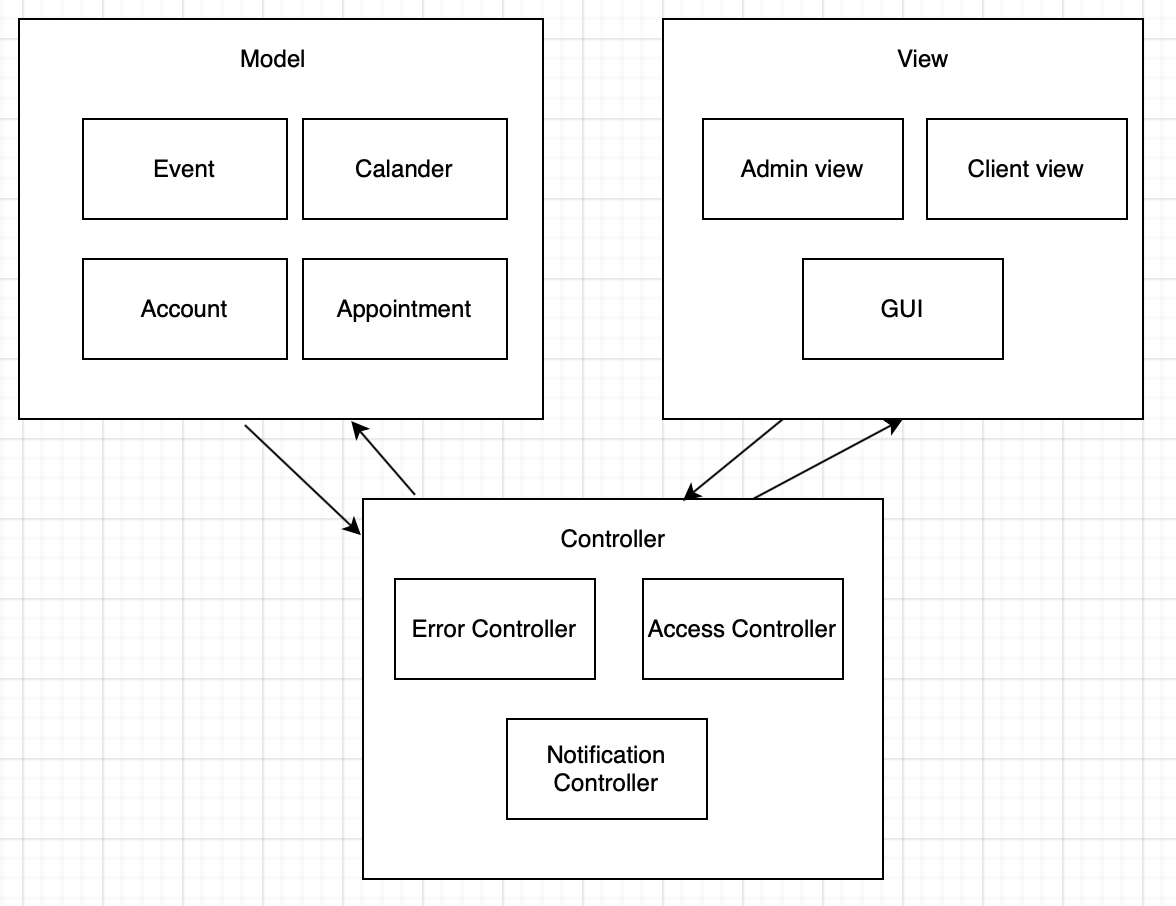 Model
Event
Calander
Account
Appointment
View
Admin view
Client view
GUI
Controller
Error Controller
Access Controller
Notification
Controller